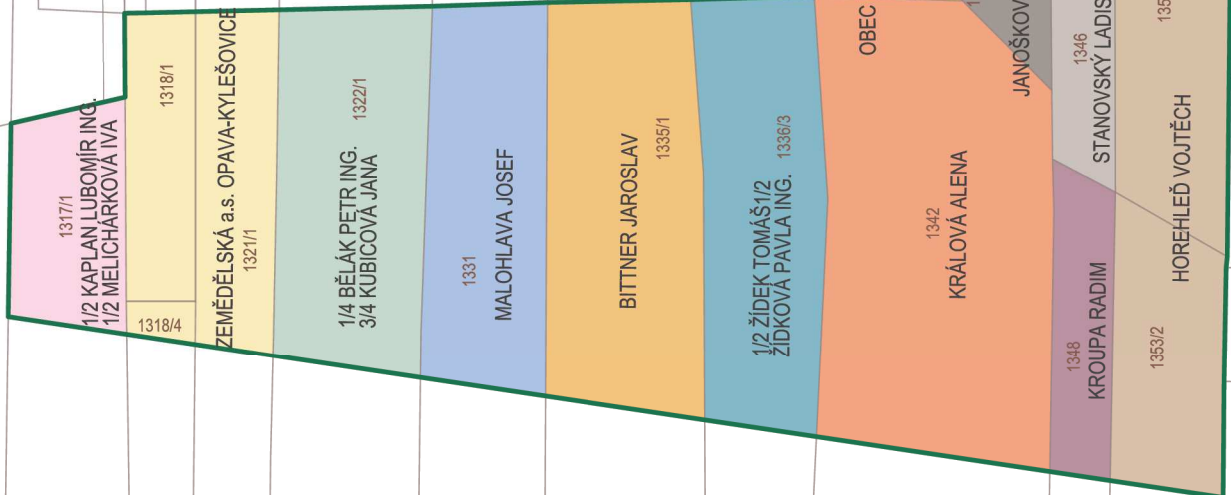 1317/1
1/2 KAPLAN LUBOMÍR ING.
1/2 MELICHÁRKOVÁ IVA
1318/1
1318/4
ZEMĚDĚLSKÁ a.s. OPAVA-KYLEŠOVICE
1321/1
1322/1
1/4 BĚLÁK PETR ING.
3/4 KUBICOVÁ JANA
1331
MALOHLAVA JOSEF
BITTNER JAROSLAV
1335/1
1/2 ŽÍDEK TOMÁŠ1/2
ŽÍDKOVÁ PAVLA ING.
1336/3
OBEC
1342
KRÁLOVÁ ALENA
JANOŠKOV
1346
STANOVSKÝ LADIS
1348
KROUPA RADIM
135
HOREHLEĎ VOJTĚCH
1353/2